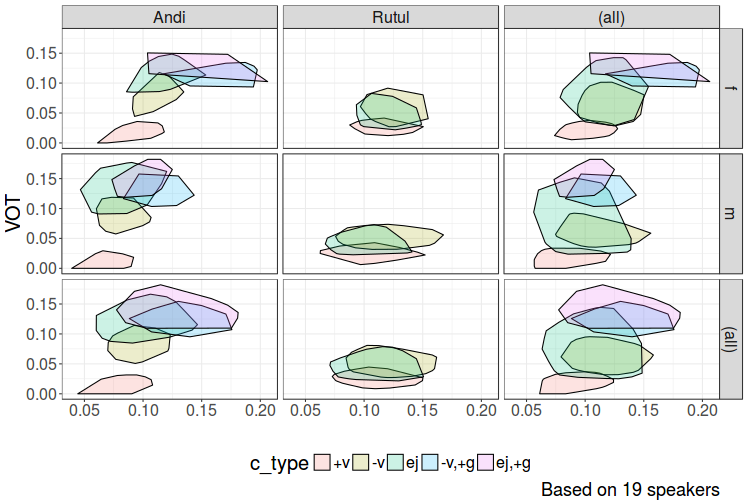 Andi Rutul (all)
0.15
0.10
0.05
0.00
f
0.15
0.10
0.05
0.00
m
0.15
0.10
0.05
0.00
(all)
VOT
0.05 0.10 0.15 0.20 0.05 0.10 0.15 0.20 0.05 0.10 0.15 0.20
c_type +v -v ej -v,+g ej,+g
Based on 19 speakers